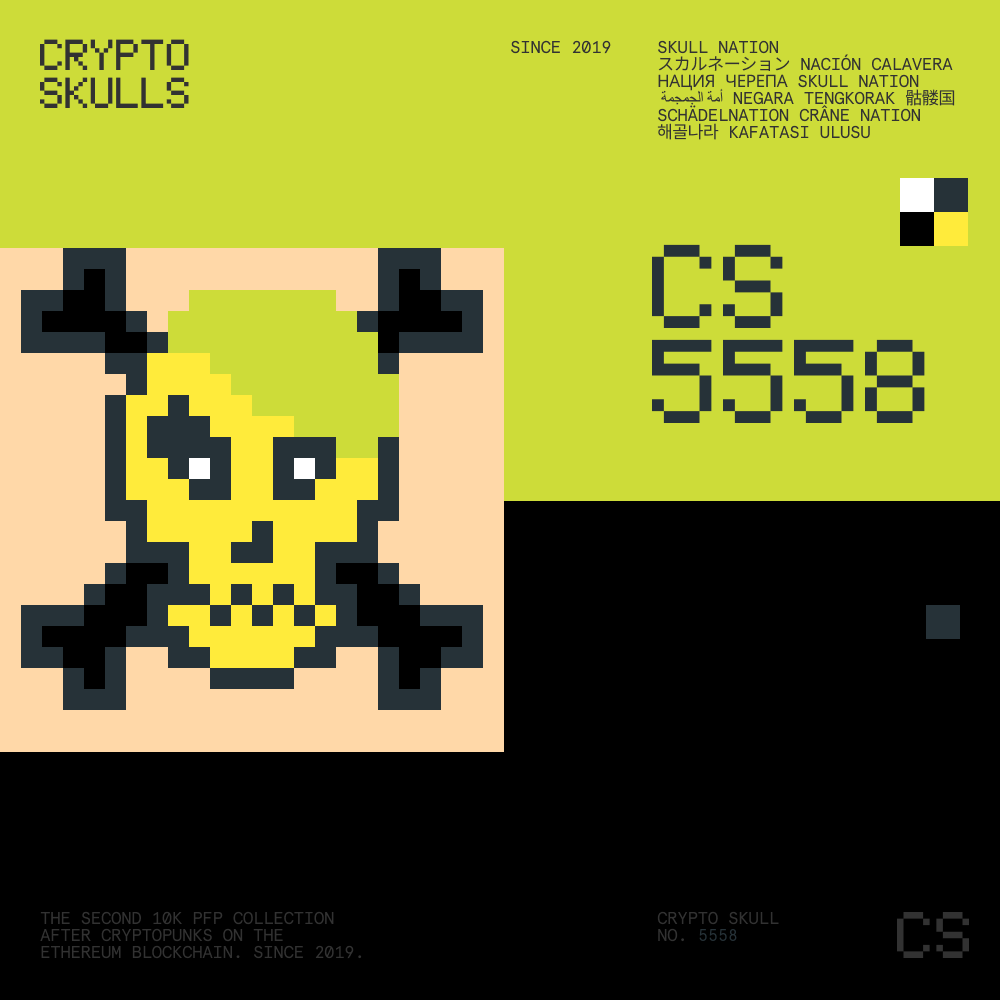 CRYPTO
SKULLS
SINCE 2019
SKULL NATION
スカルネーション NACIÓN CALAVERA
НАЦИЯ ЧЕРЕПА SKULL NATION
أمة الجمجمة NEGARA TENGKORAK 骷髅国
SCHÄDELNATION CRÂNE NATION
해골나라 KAFATASI ULUSU
CS
5558
THE SECOND 10K PFP COLLECTION
AFTER CRYPTOPUNKS ON THE
ETHEREUM BLOCKCHAIN. SINCE 2019.
CRYPTO SKULL
NO. 5558
CS